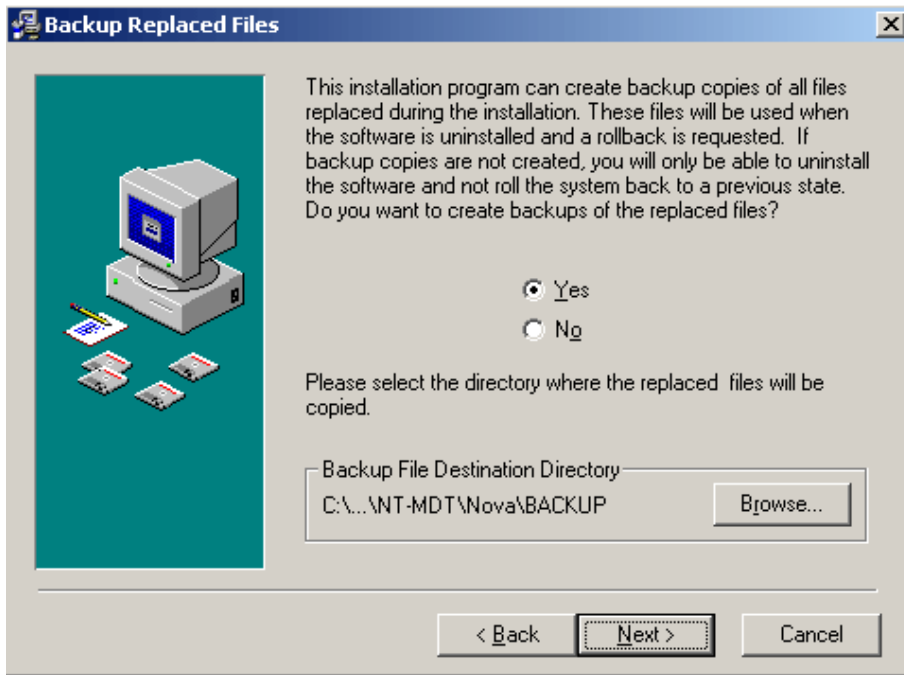 Backup Replaced Files
This installation program can create backup copies of all files
replaced during the installation. These files will be used when
the software is uninstalled and a rollback is requested.  If
backup copies are not created, you will only be able to uninstall
the software and not roll the system back to a previous state.
Do you want to create backups of the replaced files?
Yes
No
Please select the directory where the replaced  files will be
copied.
Backup File Destination Directory
C:\...\NT-MDT\Nova\BACKUP
Browse...
< Back
Next >
Cancel